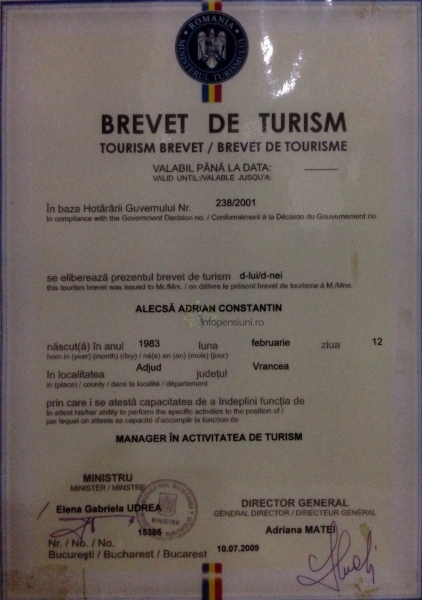 ROMANIA
MINISTERUL TURISMULUI
BREVET DE TURISM
TOURISM BREVET / BREVET DE TOURISME
VALABIL PÂNĂ LA DATA:
VALID UNTIL:/VALABLE JUSQU'A:
În baza Hotărârii Guvernului Nr. 238/2001
In compliance with the Government Decision no. / Conformément à la Décision du Gouvernement no.
se eliberează prezentul brevet de turism d-lui/d-nei
this tourism brevet was issued to Mr./Mrs. / on délivre le présent brevet de tourisme à M./Mne.
ALECSĂ ADRIAN CONSTANTIN
infopensiuni.ro
născut(ă) în anul 1983 luna februarie ziua 12
born in (year) (month) (day) / né(e) en (an) (mois) (jour)
în localitatea Adjud județul Vrancea
in (place) / county / dans la localité / département
prin care i se atestă capacitatea de a îndeplini funcția de
to attest his/her ability to perform the specific activities to the position of /
par lequel on atteste sa capacité d'accomplir la function de
MANAGER ÎN ACTIVITATEA DE TURISM
MINISTRU
MINISTER / MINSTRE
Elena Gabriela UDREA
MINISTRU
15385
Nr. / No. / No.
București / Bucharest / Bucarest
DIRECTOR GENERAL
GENERAL DIRECTOR / DIRECTEUR GÉNÉRAL
Adriana MATEI
10.07.2009